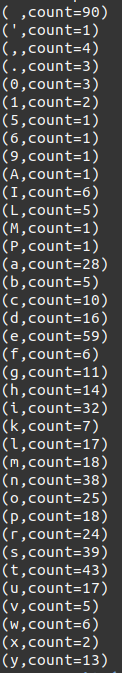 ( ,count=90)
(',count=1)
(,,count=4)
(.,count=3)
(0,count=3)
(1,count=2)
(5,count=1)
(6,count=1)
(9,count=1)
(A,count=1)
(I,count=6)
(L,count=5)
(M,count=1)
(P,count=1)
(a,count=28)
(b,count=5)
(c,count=10)
(d,count=16)
(e,count=59)
(f,count=6)
(g,count=11)
(h,count=14)
(i,count=32)
(k,count=7)
(l,count=17)
(m,count=18)
(n,count=38)
(o,count=25)
(p,count=18)
(r,count=24)
(s,count=39)
(t,count=43)
(u,count=17)
(v,count=5)
(w,count=6)
(x,count=2)
(y,count=13)